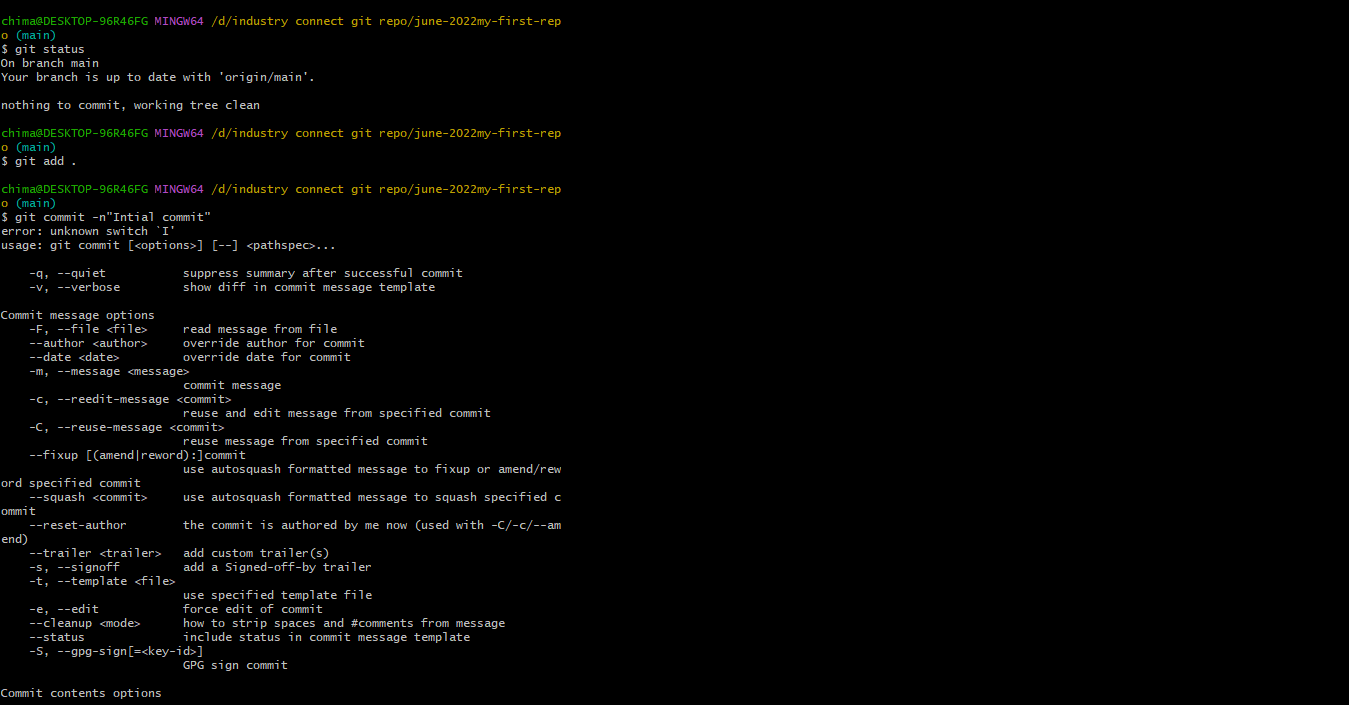 chima@DESKTOP-96R46FG MINGW64 /d/industry connect git repo/june-2022my-first-rep
o (main)
$ git status
On branch main
Your branch is up to date with 'origin/main'.
nothing to commit, working tree clean
chima@DESKTOP-96R46FG MINGW64 /d/industry connect git repo/june-2022my-first-rep
o (main)
$ git add .
chima@DESKTOP-96R46FG MINGW64 /d/industry connect git repo/june-2022my-first-rep
o (main)
$ git commit -n"Intial commit"
error: unknown switch `I'
usage: git commit [<options>] [--] <pathspec>...
-q, --quiet suppress summary after successful commit
-v, --verbose show diff in commit message template
Commit message options
-F, --file <file> read message from file
--author <author> override author for commit
--date <date> override date for commit
-m, --message <message>
commit message
-c, --reedit-message <commit>
reuse and edit message from specified commit
-C, --reuse-message <commit>
reuse message from specified commit
--fixup [(amend|reword):]commit
use autosquash formatted message to fixup or amend/rew
ord specified commit
--squash <commit> use autosquash formatted message to squash specified c
ommit
--reset-author the commit is authored by me now (used with -C/-c/--am
end)
--trailer <trailer> add custom trailer(s)
-s, --signoff add a Signed-off-by trailer
-t, --template <file>
use specified template file
-e, --edit force edit of commit
--cleanup <mode> how to strip spaces and #comments from message
--status include status in commit message template
-S, --gpg-sign[=<key-id>]
GPG sign commit
Commit contents options